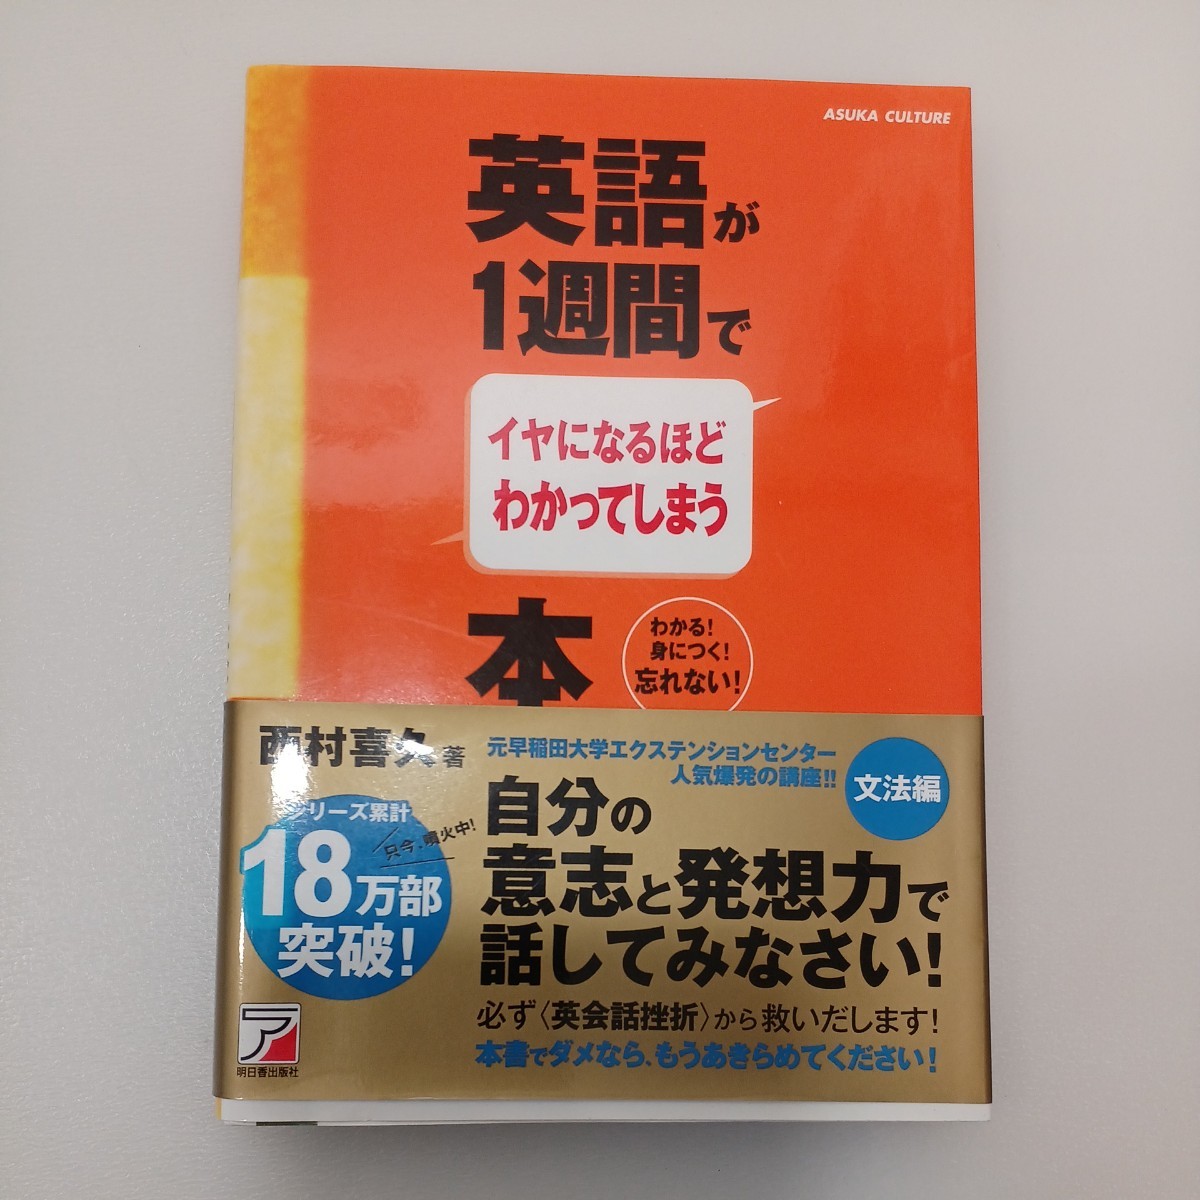 ASUKA CULTURE
英語が
1週間で
イヤになるほど
わかってしまう
本
わかる!
身につく!
忘れない!
西村喜久 著
元早稲田大学エクステンションセンター
人気爆発の講座!!
文法編
シリーズ累計
18万部
突破!
只今、噴火中!
自分の
意志と発想力で
話してみなさい!
必ず〈英会話挫折〉から救いだします!
本書でダメなら、もうあきらめてください!
ア
明日香出版社